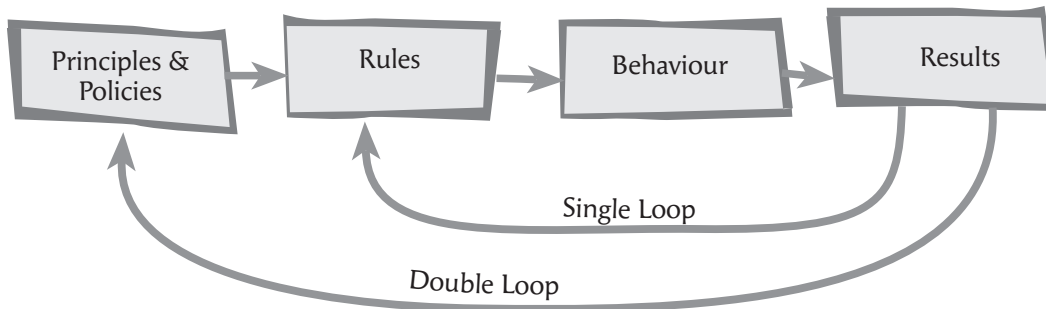 Principles &
Policies
Rules
Behaviour
Results
Single Loop
Double Loop